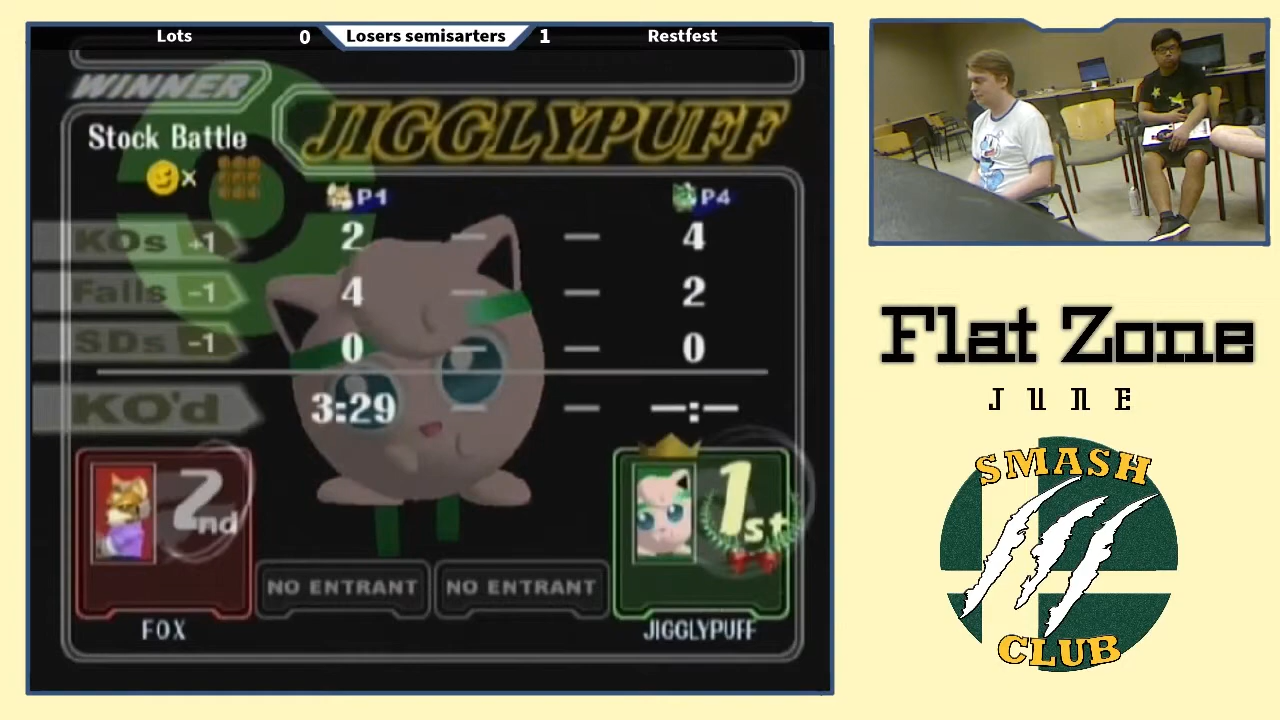 Lots 0 Losers semisarters 1 Restfest
WINNER
JIGGLYPUFF
Stock Battle
×
P1 P4
KOs +1 2 — — 4
Falls -1 4 — — 2
SDs -1 0 — — 0
KO'd 3:29 — — —:—
2nd
1st
NO ENTRANT NO ENTRANT
FOX JIGGLYPUFF
Flat Zone
JUNE
SMASH
CLUB